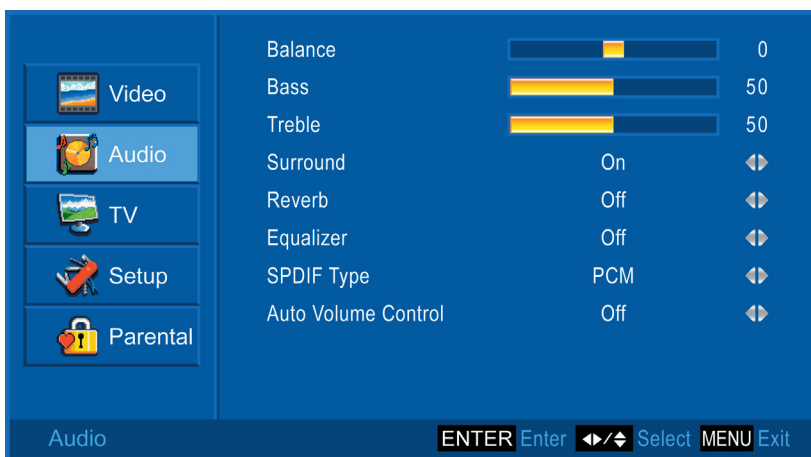 Video
Audio
TV
Setup
Parental
Balance 0
Bass 50
Treble 50
Surround On
Reverb Off
Equalizer Off
SPDIF Type PCM
Auto Volume Control Off
Audio ENTER Enter / Select MENU Exit